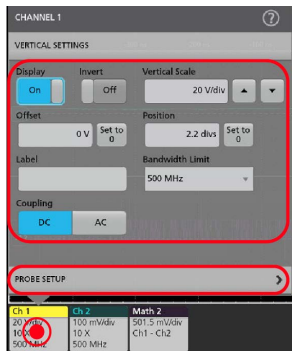 CHANNEL 1
VERTICAL SETTINGS
Display Invert Vertical Scale
On Off 20 V/div
Offset Position
0 V Set to 0 2.2 divs Set to 0
Label Bandwidth Limit
500 MHz
Coupling
DC AC
PROBE SETUP
Ch 1 Ch 2 Math 2
20 V/div 100 mV/div 501.5 mV/div
10 X 10 X Ch1 - Ch2
500 MHz 500 MHz